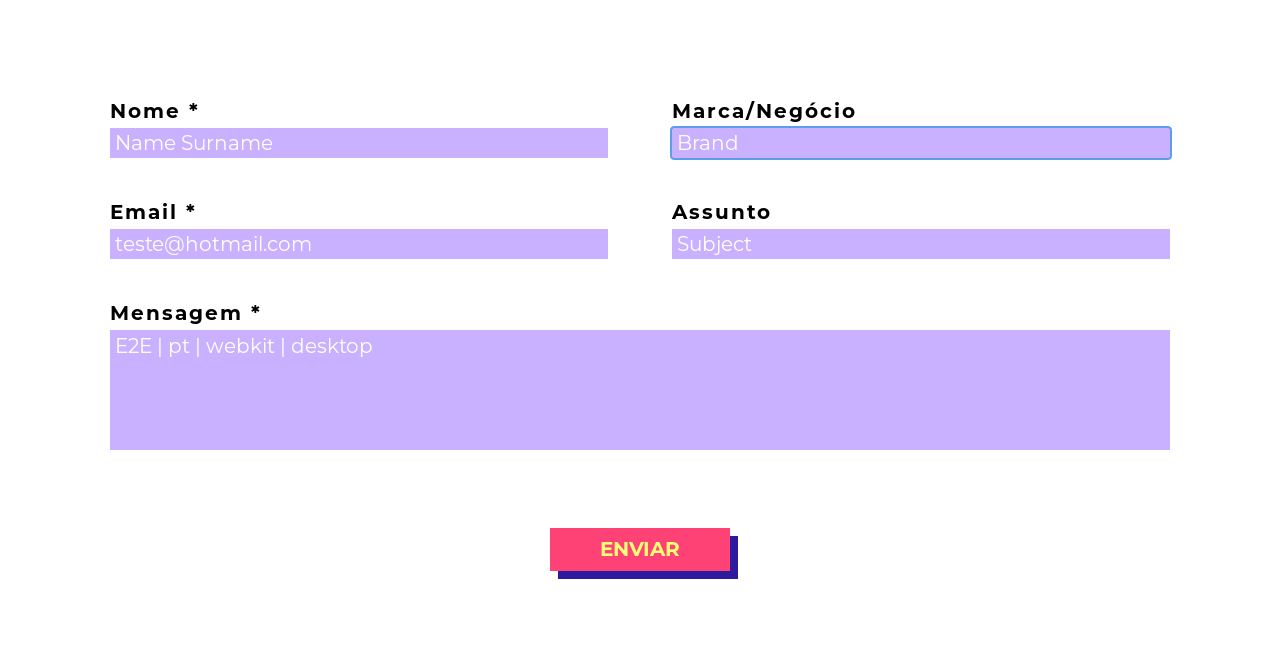 Nome *
Name Surname
Marca/Negócio
Brand
Email *
teste@hotmail.com
Assunto
Subject
Mensagem *
E2E | pt | webkit | desktop
ENVIAR